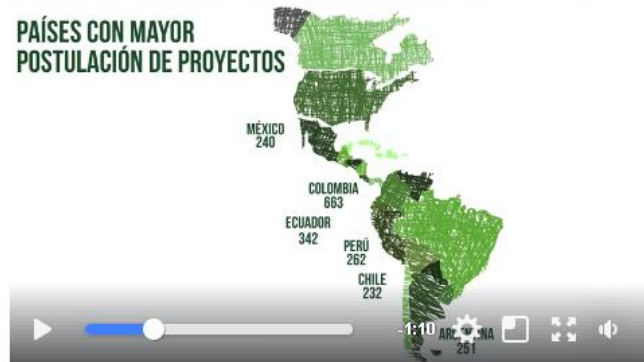 PAÍSES CON MAYOR
POSTULACIÓN DE PROYECTOS
MÉXICO
240
COLOMBIA
663
ECUADOR
342
PERÚ
262
CHILE
232
-1:10
251